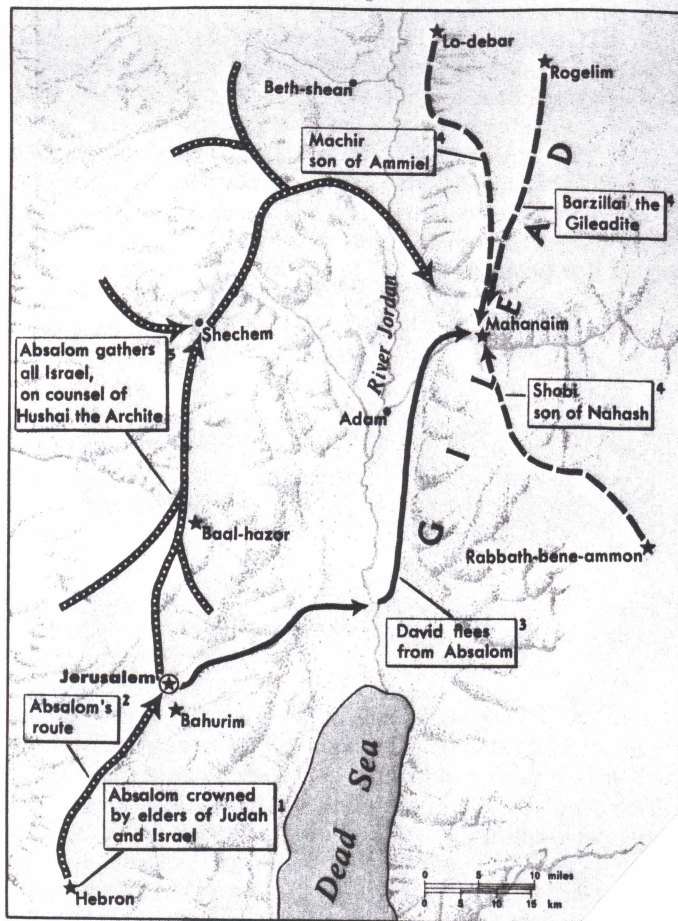 Lo-debar
Rogelim
Beth-shean
Machir
son of Ammiel
4
Barzillai the
Gileadite
4
GILEAD
River Jordan
Mahanaim
Shechem
Absalom gathers
all Israel,
on counsel of
Hushai the Archite
5
Shobi
son of Nahash
4
Adam
Baal-hazor
Rabbath-bene-ammon
David flees
from Absalom
3
Jerusalem
Absalom's
route
2
Bahurim
Absalom crowned
by elders of Judah
and Israel
1
Dead Sea
Hebron
0 5 10 miles
0 5 10 15 km